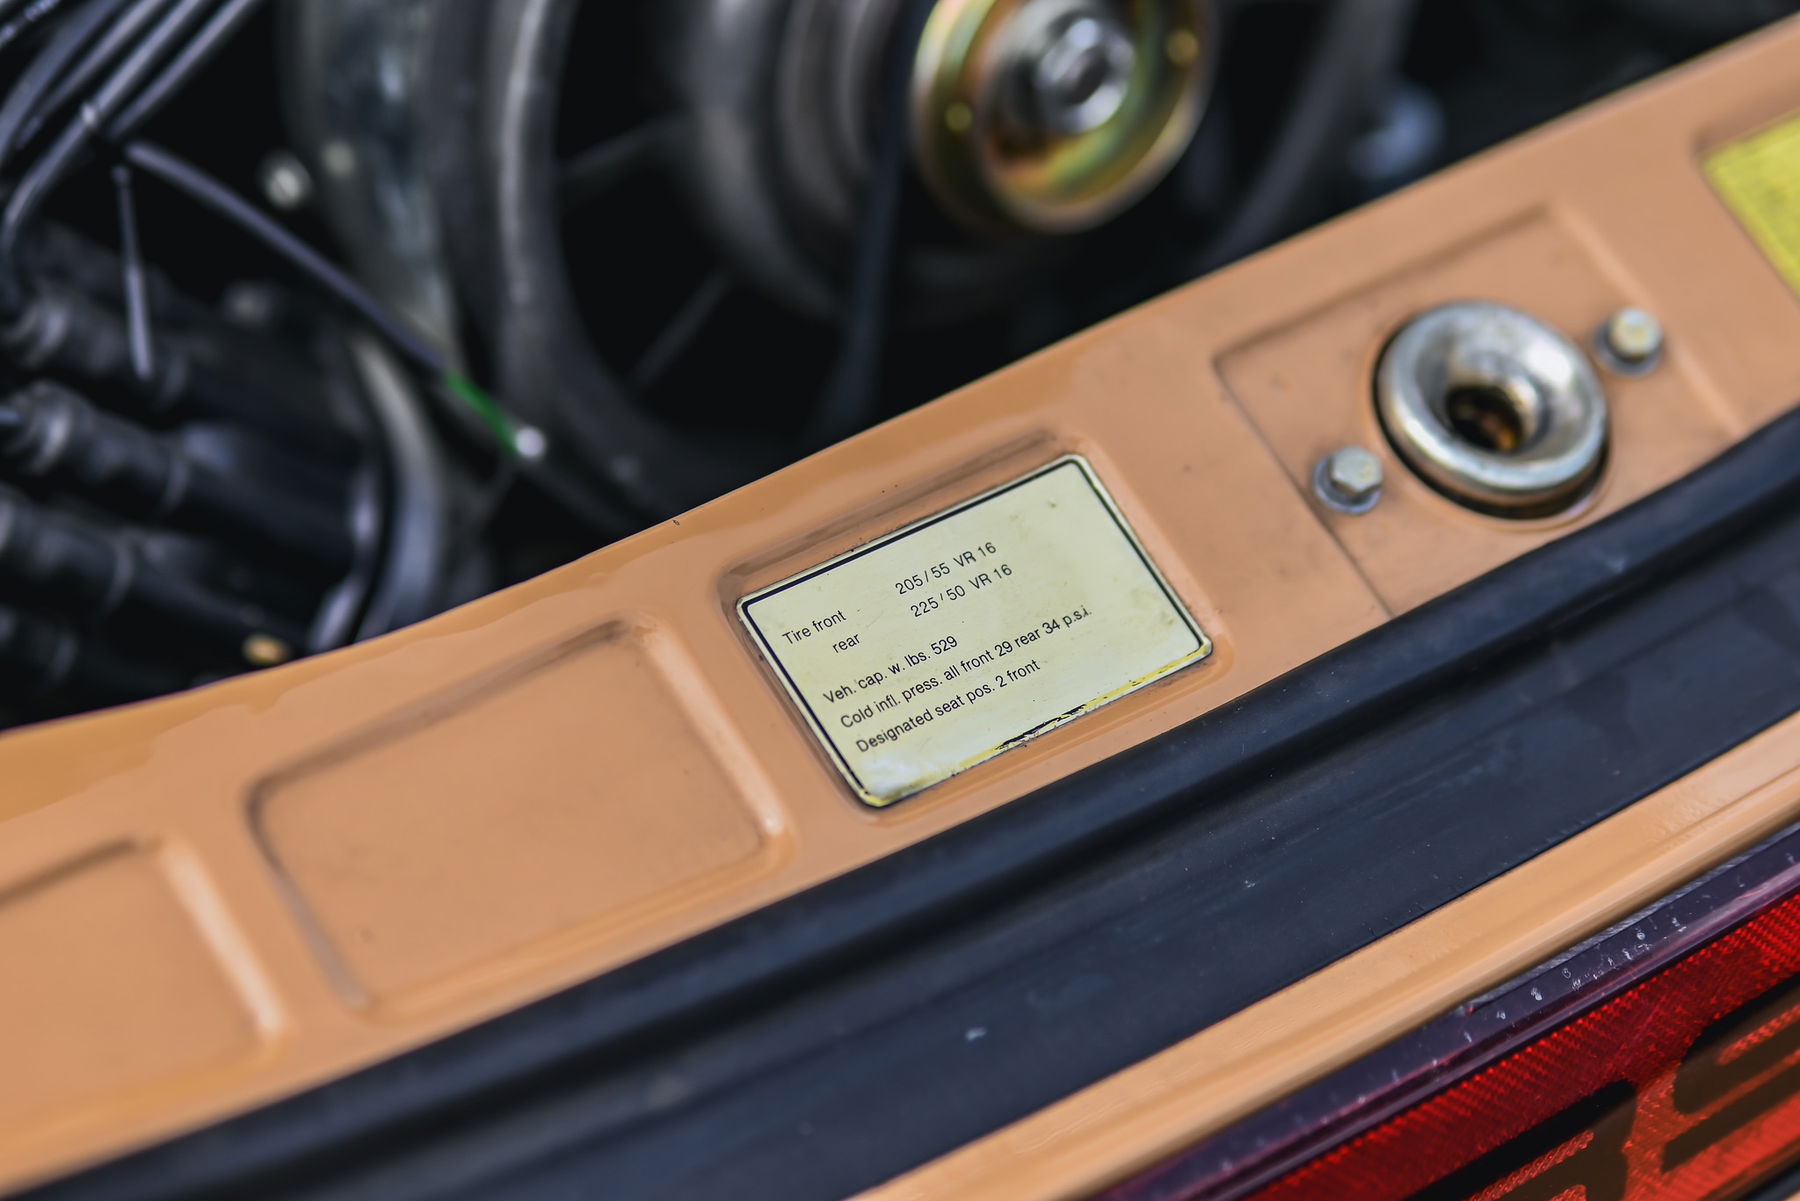 Tire front 205/55 VR 16
rear 225/50 VR 16
Veh. cap. w. lbs. 529
Cold infl. press. all front 29 rear 34 p.s.i.
Designated seat pos. 2 front